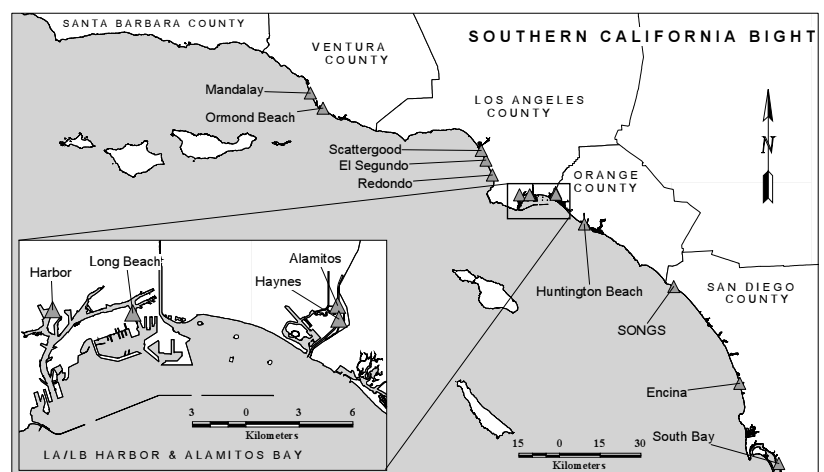 SANTA BARBARA COUNTY
VENTURA
COUNTY
SOUTHERN CALIFORNIA BIGHT
Mandalay
Ormond Beach
LOS ANGELES
COUNTY
N
Scattergood
El Segundo
Redondo
ORANGE
COUNTY
Harbor
Long Beach
Alamitos
Haynes
Huntington Beach
SAN DIEGO
COUNTY
SONGS
Encina
South Bay
3 0 3 6
Kilometers
LA/LB HARBOR & ALAMITOS BAY
15 0 15 30
Kilometers